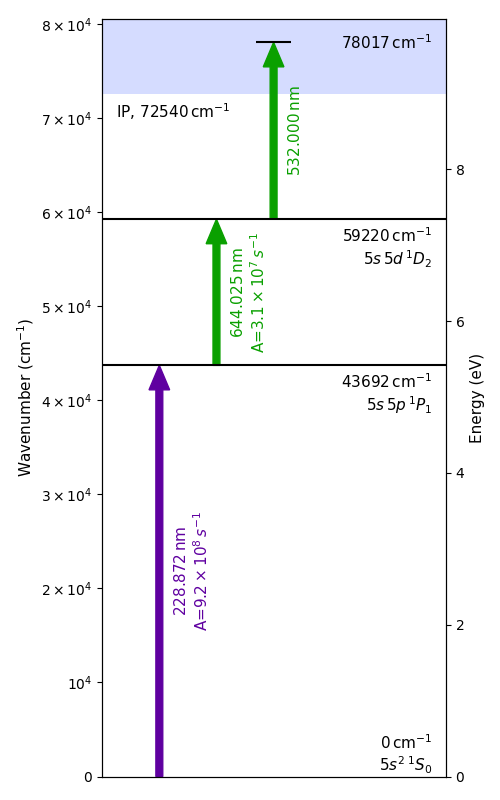 8 × 10⁴
78017 cm⁻¹
IP, 72540 cm⁻¹
7 × 10⁴
532.000 nm
8
6 × 10⁴
59220 cm⁻¹
5s 5d ¹D₂
644.025 nm
A=3.1 × 10⁷ s⁻¹
5 × 10⁴
6
Wavenumber (cm⁻¹)
Energy (eV)
43692 cm⁻¹
5s 5p ¹P₁
4 × 10⁴
4
3 × 10⁴
228.872 nm
A=9.2 × 10⁸ s⁻¹
2 × 10⁴
2
10⁴
0 cm⁻¹
5s² ¹S₀
0
0